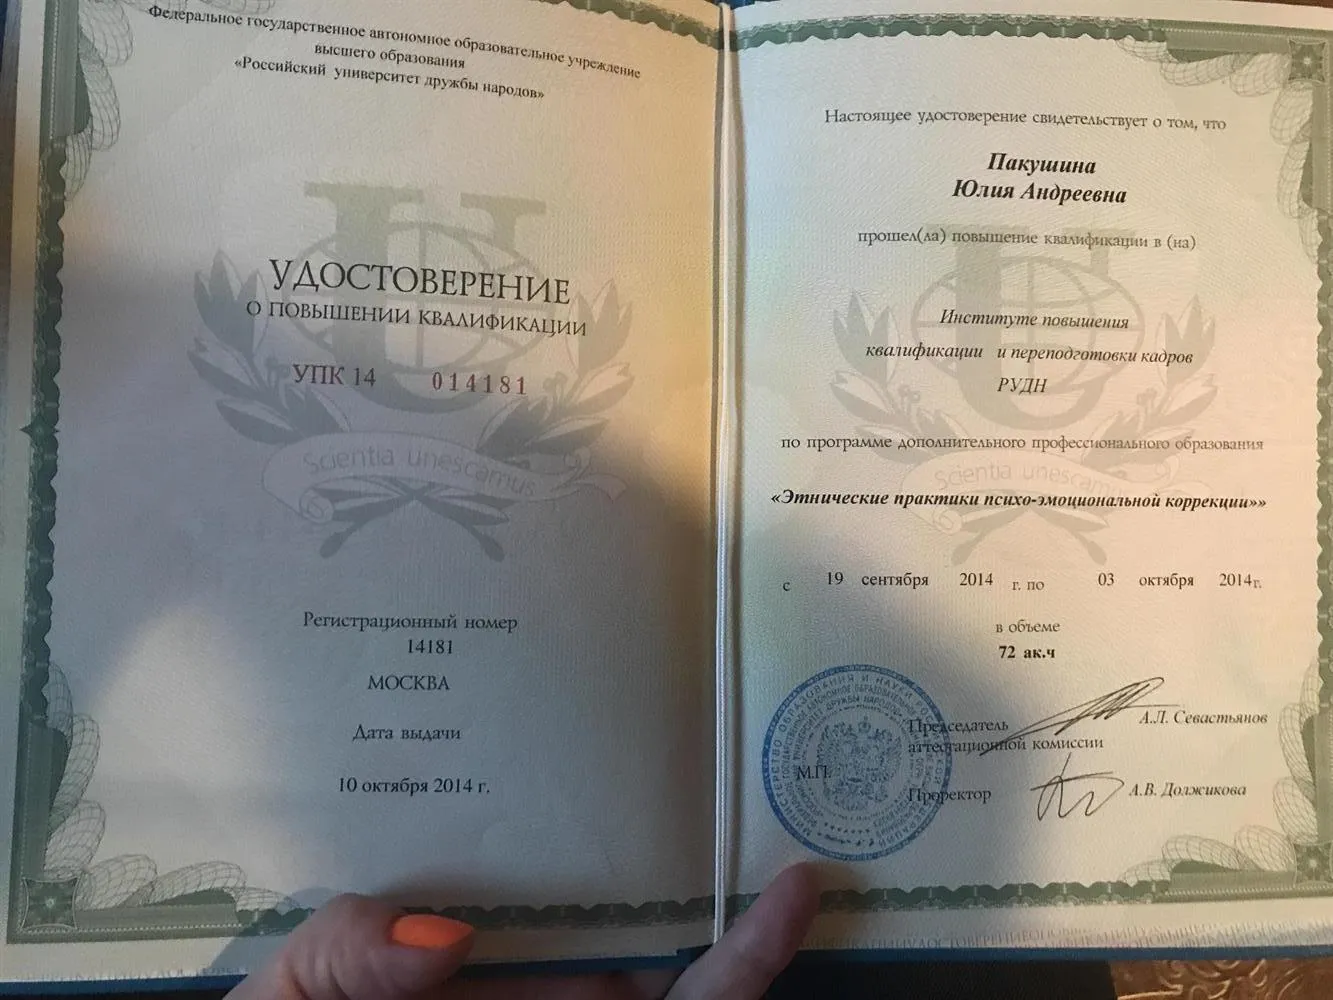 Федеральное государственное автономное образовательное учреждение
высшего образования
«Российский университет дружбы народов»
УДОСТОВЕРЕНИЕ
О ПОВЫШЕНИИ КВАЛИФИКАЦИИ
УПК 14 014181
Scientia unescamus
Регистрационный номер
14181
МОСКВА
Дата выдачи
10 октября 2014 г.
Настоящее удостоверение свидетельствует о том, что
Пакушина
Юлия Андреевна
прошел(ла) повышение квалификации в (на)
Институте повышения
квалификации и переподготовки кадров
РУДН
по программе дополнительного профессионального образования
Scientia unescamus
«Этнические практики психо-эмоциональной коррекции»»
с 19 сентября 2014 г. по 03 октября 2014г.
в объеме
72 ак.ч
Председатель А.Л. Севастьянов
аттестационной комиссии
М.П.
Проректор А.В. Должикова